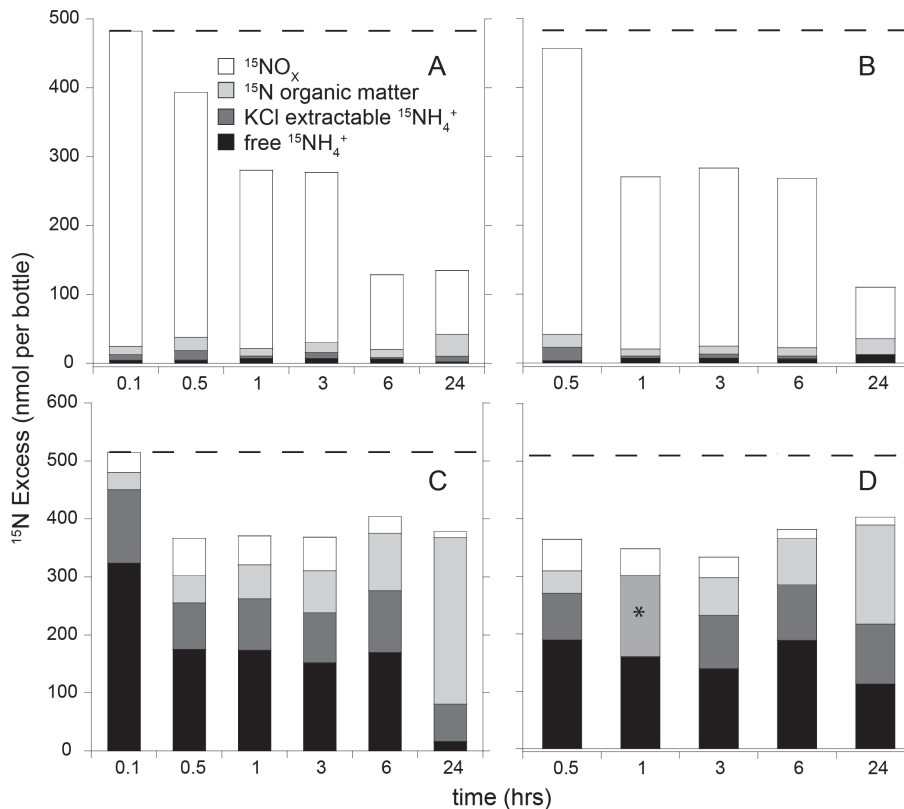 500
400
300
200
100
0
A
¹⁵NOₓ
¹⁵N organic matter
KCl extractable ¹⁵NH₄⁺
free ¹⁵NH₄⁺
0.1 0.5 1 3 6 24
B
0.5 1 3 6 24
600
500
400
300
200
100
0
C
0.1 0.5 1 3 6 24
D
*
0.5 1 3 6 24
¹⁵N Excess (nmol per bottle)
time (hrs)